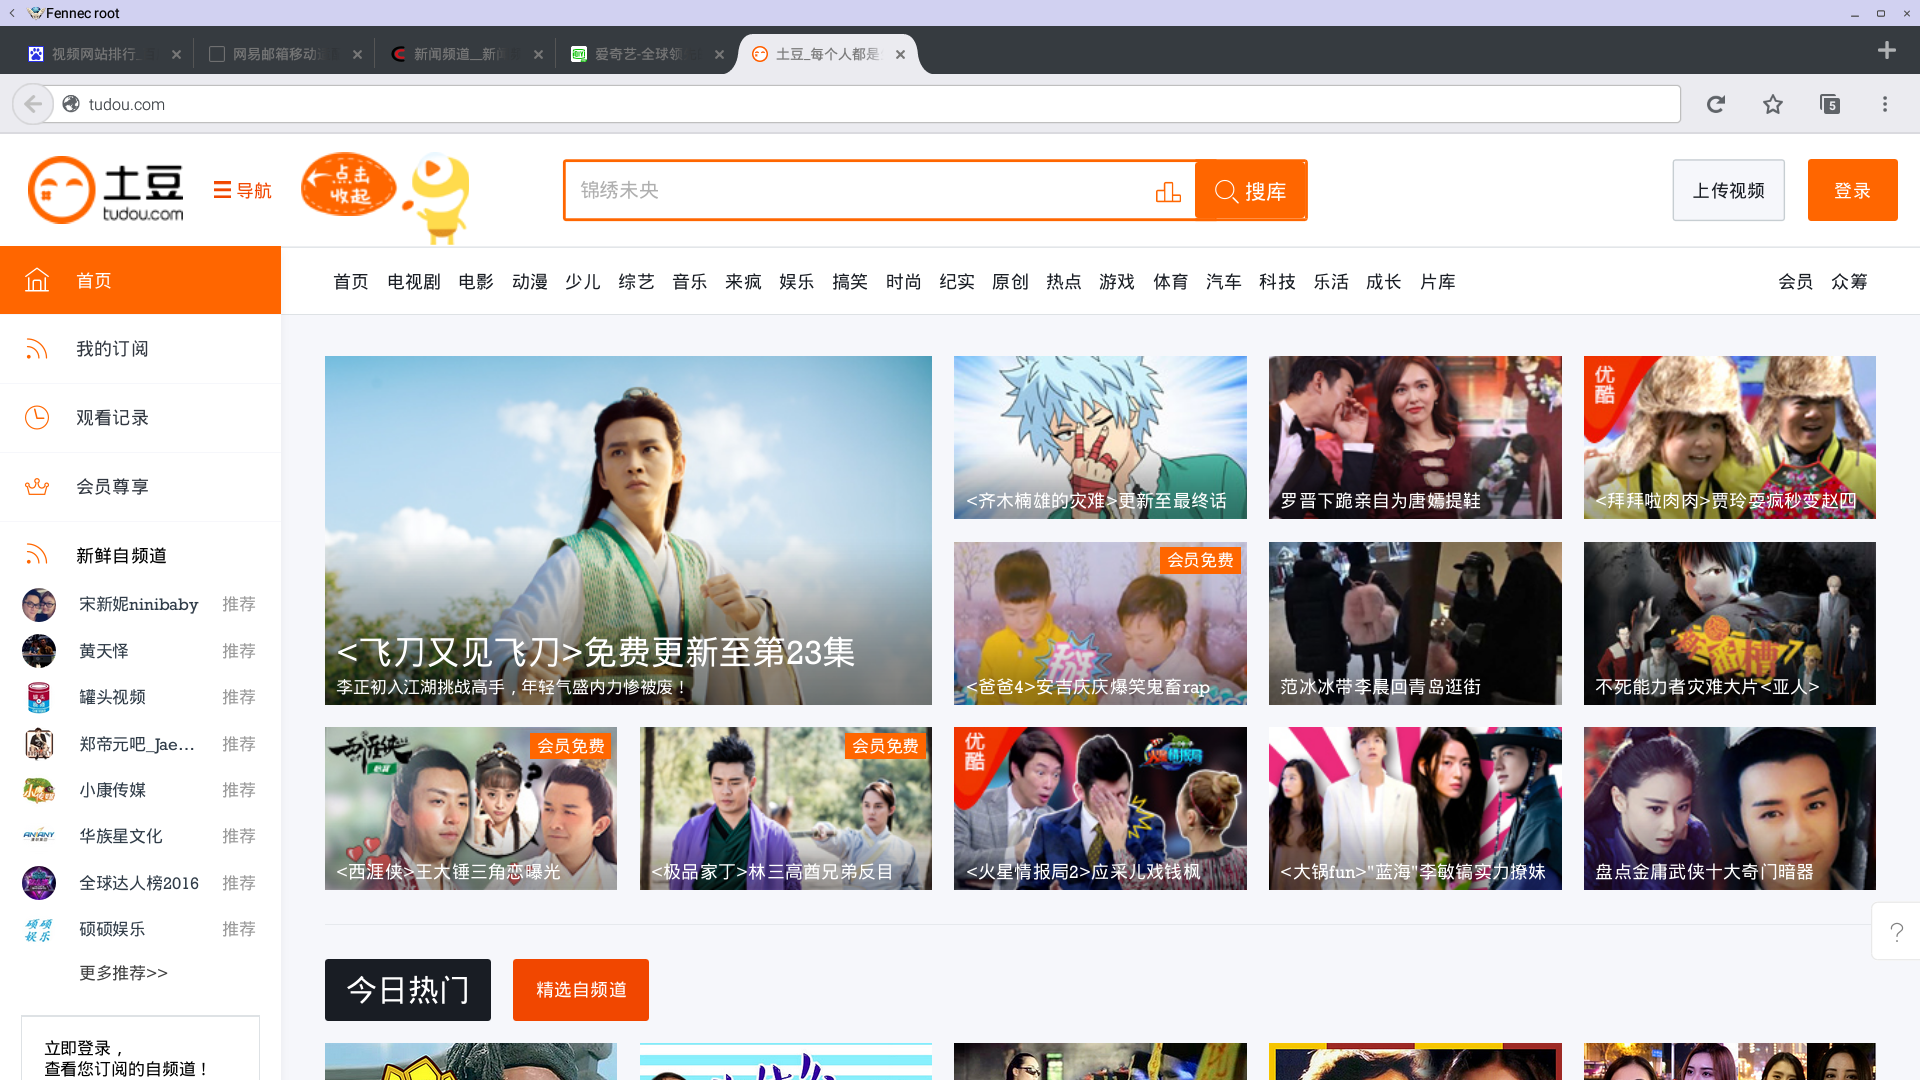 Fennec root
视频网站排行_
网易邮箱移动
新闻频道__新闻
爱奇艺-全球领
土豆_每个人都是
tudou.com
5
土豆
tudou.com
导航
点击
收起
锦绣未央
搜库
上传视频
登录
首页
首页 电视剧 电影 动漫 少儿 综艺 音乐 来疯 娱乐 搞笑 时尚 纪实 原创 热点 游戏 体育 汽车 科技 乐活 成长 片库
会员 众筹
我的订阅
观看记录
会员尊享
新鲜自频道
宋新妮ninibaby 推荐
黄天怿 推荐
罐头视频 推荐
郑帝元吧_Jae... 推荐
小康传媒 推荐
华族星文化 推荐
全球达人榜2016 推荐
硕硕娱乐 推荐
更多推荐>>
立即登录，
查看您订阅的自频道！
<飞刀又见飞刀>免费更新至第23集
李正初入江湖挑战高手，年轻气盛内力惨被废！
<齐木楠雄的灾难>更新至最终话
罗晋下跪亲自为唐嫣提鞋
优酷
<拜拜啦肉肉>贾玲耍疯秒变赵四
会员免费
掰
<爸爸4>安吉庆庆爆笑鬼畜rap
范冰冰带李晨回青岛逛街
不死能力者灾难大片<亚人>
会员免费
<西涯侠>王大锤三角恋曝光
会员免费
<极品家丁>林三高酋兄弟反目
优酷
火星情报局
<火星情报局2>应采儿戏钱枫
<大锅fun>"蓝海"李敏镐实力撩妹
盘点金庸武侠十大奇门暗器
?
今日热门
精选自频道